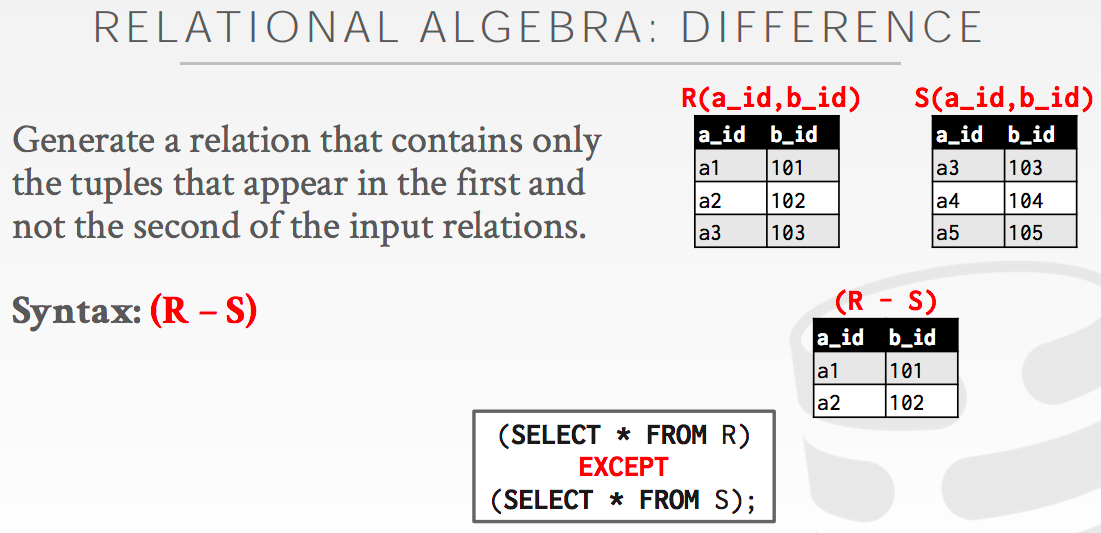 RELATIONAL ALGEBRA: DIFFERENCE
Generate a relation that contains only
the tuples that appear in the first and
not the second of the input relations.
Syntax: (R – S)
R(a_id,b_id)
a_id b_id
a1 101
a2 102
a3 103
S(a_id,b_id)
a_id b_id
a3 103
a4 104
a5 105
(R - S)
a_id b_id
a1 101
a2 102
(SELECT * FROM R)
EXCEPT
(SELECT * FROM S);